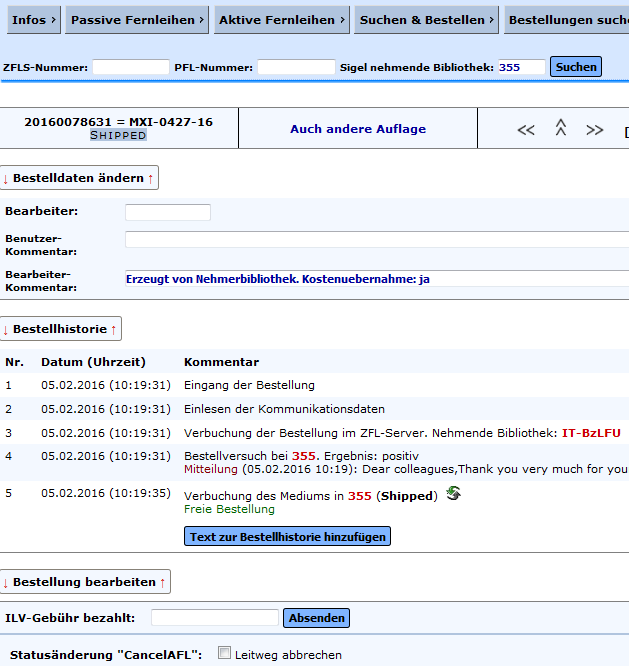 Infos › Passive Fernleihen › Aktive Fernleihen › Suchen & Bestellen › Bestellungen such
ZFLS-Nummer: PFL-Nummer: Sigel nehmende Bibliothek: 355 Suchen
20160078631 = MXI-0427-16
SHIPPED
Auch andere Auflage
<< ^ >>
↓ Bestelldaten ändern ↑
Bearbeiter:
Benutzer-
Kommentar:
Bearbeiter-
Kommentar:
Erzeugt von Nehmerbibliothek. Kostenuebernahme: ja
↓ Bestellhistorie ↑
Nr. Datum (Uhrzeit) Kommentar
1 05.02.2016 (10:19:31) Eingang der Bestellung
2 05.02.2016 (10:19:31) Einlesen der Kommunikationsdaten
3 05.02.2016 (10:19:31) Verbuchung der Bestellung im ZFL-Server. Nehmende Bibliothek: IT-BzLFU
4 05.02.2016 (10:19:31) Bestellversuch bei 355. Ergebnis: positiv
Mitteilung (05.02.2016 10:19): Dear colleagues,Thank you very much for you
5 05.02.2016 (10:19:35) Verbuchung des Mediums in 355 (Shipped)
Freie Bestellung
Text zur Bestellhistorie hinzufügen
↓ Bestellung bearbeiten ↑
ILV-Gebühr bezahlt: Absenden
Statusänderung "CancelAFL": Leitweg abbrechen